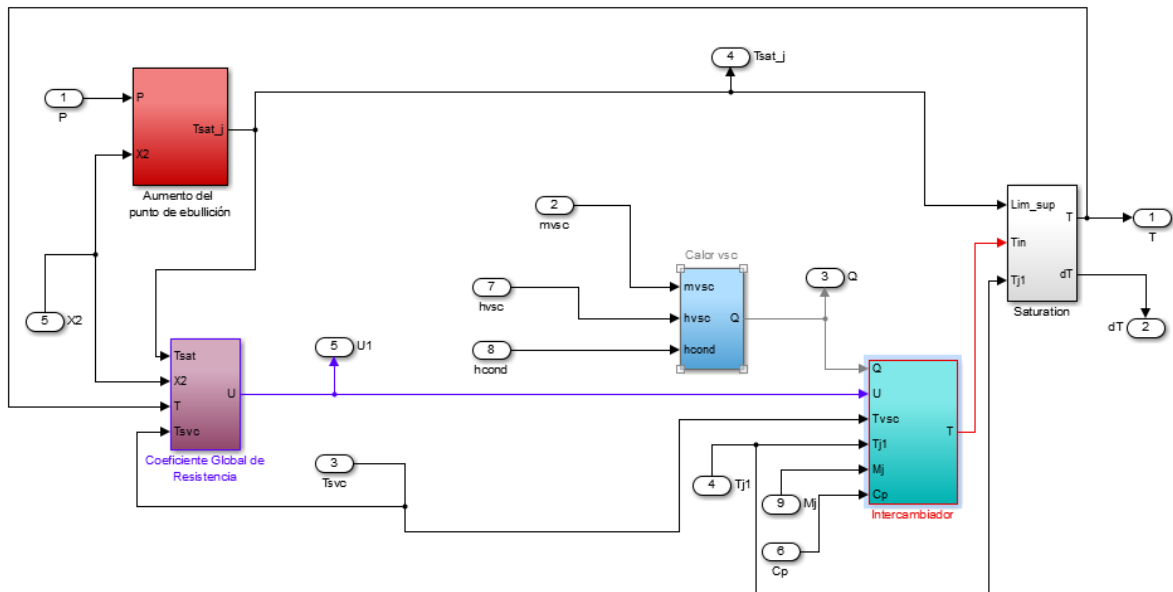 4
Tsat_j
1
P
P
Tsat_j
X2
Aumento del
punto de ebullición
2
mvsc
Lim_sup
T
1
T
Tin
Calor vsc
3
Q
7
hvsc
mvsc
hvsc
Q
hcond
dT
Tj1
Saturation
5
X2
8
hcond
5
U1
dT
2
Tsat
X2
U
T
Tsvc
Coeficiente Global de
Resistencia
Q
U
Tvsc
T
Tj1
Mj
Cp
Intercambiador
3
Tsvc
4
Tj1
9
Mj
6
Cp